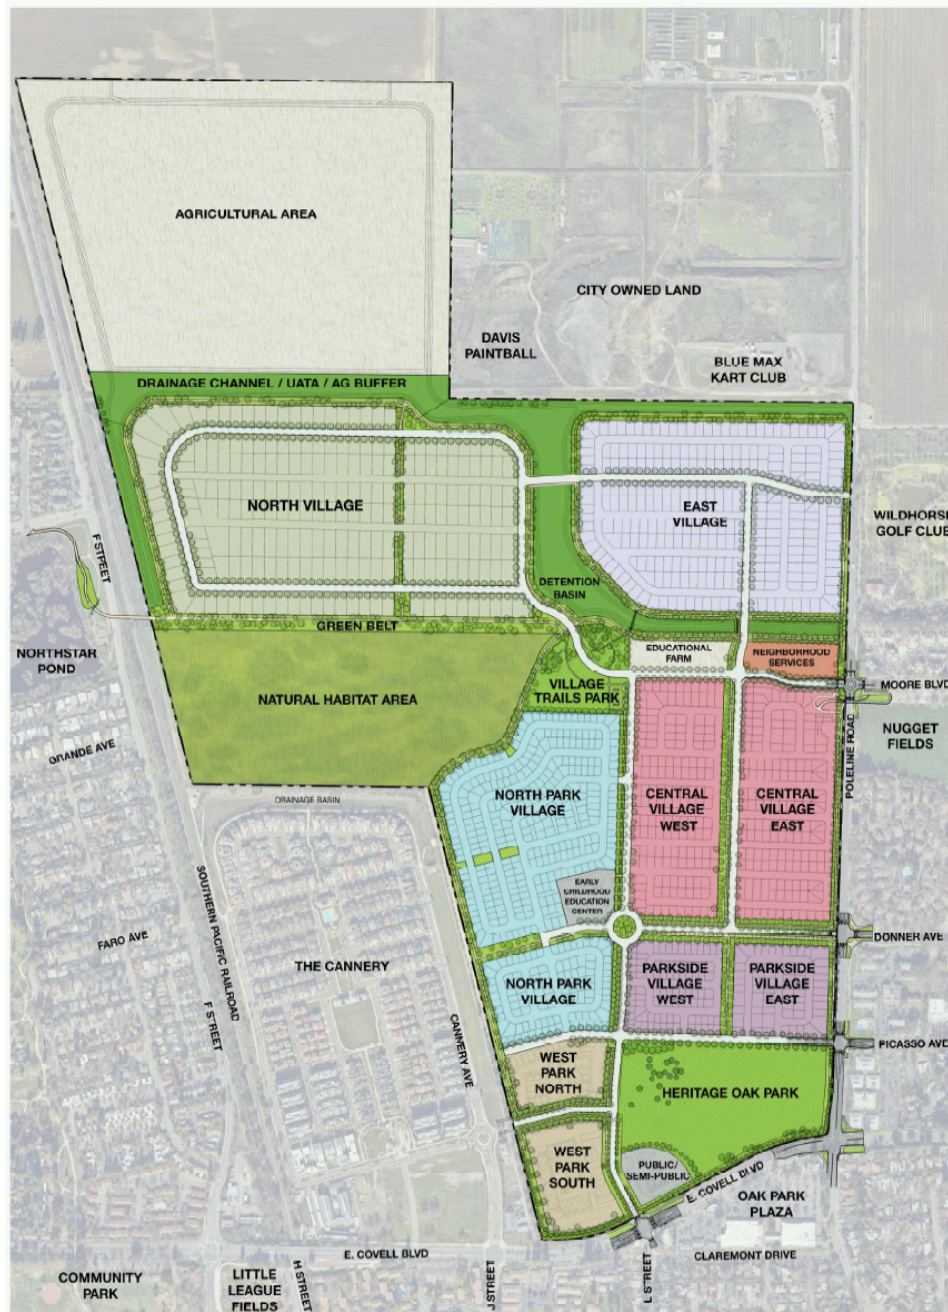 AGRICULTURAL AREA
CITY OWNED LAND
DAVIS
PAINTBALL
BLUE MAX
KART CLUB
DRAINAGE CHANNEL / UATA / AG BUFFER
NORTH VILLAGE
EAST
VILLAGE
WILDHORSE
GOLF CLUB
F STREET
DETENTION
BASIN
GREEN BELT
NORTHSTAR
POND
EDUCATIONAL
FARM
NEIGHBORHOOD
SERVICES
MOORE BLVD
NATURAL HABITAT AREA
VILLAGE
TRAILS PARK
POLELINE ROAD
NUGGET
FIELDS
GRANDE AVE
DRAINAGE BASIN
NORTH PARK
VILLAGE
CENTRAL
VILLAGE
WEST
CENTRAL
VILLAGE
EAST
EARLY
CHILDHOOD
EDUCATION
CENTER
SOUTHERN PACIFIC RAILROAD
FARO AVE
DONNER AVE
THE CANNERY
NORTH PARK
VILLAGE
PARKSIDE
VILLAGE
WEST
PARKSIDE
VILLAGE
EAST
F STREET
CANNERY AVE
PICASSO AVE
WEST
PARK
NORTH
HERITAGE OAK PARK
WEST
PARK
SOUTH
PUBLIC/
SEMI-PUBLIC
E. COVELL BLVD
OAK PARK
PLAZA
E. COVELL BLVD
CLAREMONT DRIVE
COMMUNITY
PARK
LITTLE
LEAGUE
FIELDS
H STREET
J STREET
L STREET